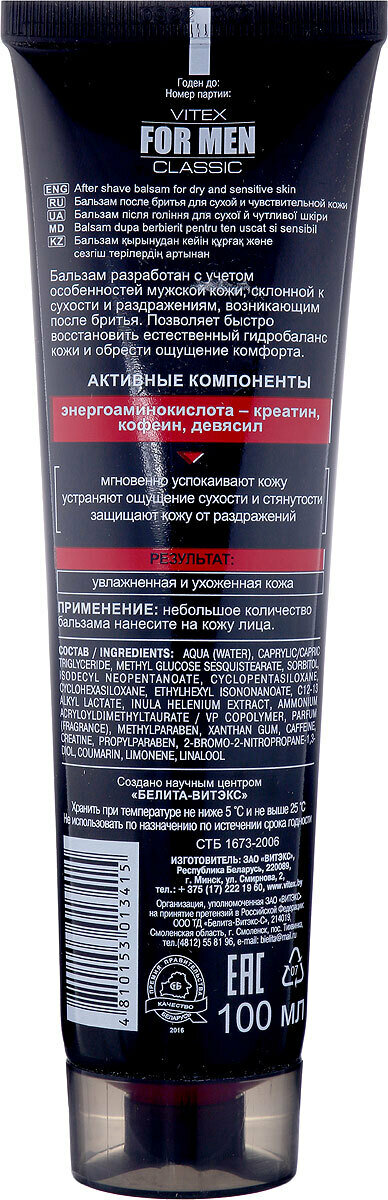 Годен до:
Номер партии:
VITEX
FOR MEN
CLASSIC
ENG After shave balsam for dry and sensitive skin
RU Бальзам после бритья для сухой и чувствительной кожи
UA Бальзам після гоління для сухої й чутливої шкіри
MD Balsam dupa berbierit pentru ten uscat si sensibil
KZ Бальзам қырынудан кейін құрғақ және
сезгіш терілердің артынан
Бальзам разработан с учетом
особенностей мужской кожи, склонной к
сухости и раздражениям, возникающим
после бритья. Позволяет быстро
восстановить естественный гидробаланс
кожи и обрести ощущение комфорта.
АКТИВНЫЕ КОМПОНЕНТЫ
энергоаминокислота – креатин,
кофеин, девясил
мгновенно успокаивают кожу
устраняют ощущение сухости и стянутости
защищают кожу от раздражений
РЕЗУЛЬТАТ:
увлажненная и ухоженная кожа
ПРИМЕНЕНИЕ: небольшое количество
бальзама нанесите на кожу лица.
СОСТАВ / INGREDIENTS: AQUA (WATER), CAPRYLIC/CAPRIC
TRIGLYCERIDE, METHYL GLUCOSE SESQUISTEARATE, SORBITOL,
ISODECYL NEOPENTANOATE, CYCLOPENTASILOXANE,
CYCLOHEXASILOXANE, ETHYLHEXYL ISONONANOATE, C12-13
ALKYL LACTATE, INULA HELENIUM EXTRACT, AMMONIUM
ACRYLOYLDIMETHYLTAURATE / VP COPOLYMER, PARFUM
(FRAGRANCE), METHYLPARABEN, XANTHAN GUM, CAFFEINE,
CREATINE, PROPYLPARABEN, 2-BROMO-2-NITROPROPANE-1,3-
DIOL, COUMARIN, LIMONENE, LINALOOL
Создано научным центром
«БЕЛИТА-ВИТЭКС»
Хранить при температуре не ниже 5 °С и не выше 25 °С
Не использовать по назначению по истечении срока годности
СТБ 1673-2006
ИЗГОТОВИТЕЛЬ: ЗАО «ВИТЭКС»,
Республика Беларусь, 220089,
г. Минск, ул. Смирнова, 2,
тел.: + 375 (17) 222 19 60, www.vitex.by
Организация, уполномоченная ЗАО «ВИТЭКС»
на принятие претензий в Российской Федерации:
ООО ТД «Белита-Витэкс-С», 214019,
Смоленская область, г. Смоленск, пос. Тихвинка,
тел.(4812) 55 81 96, e-mail: bielita@mail.ru
4 810153 013415
ПРЕМИЯ ПРАВИТЕЛЬСТВА
КАЧЕСТВО
БЕЛАРУСЬ
2016
EAC
07
100 мл